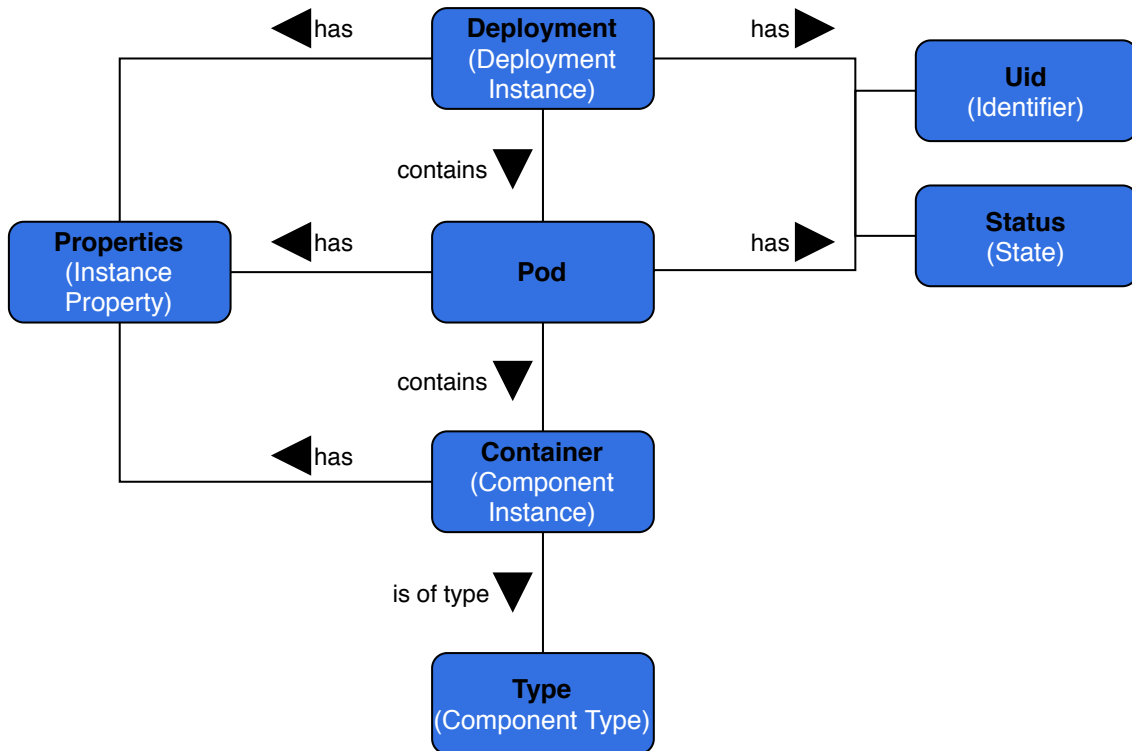 has
Deployment
(Deployment
Instance)
has
Uid
(Identifier)
contains
Properties
(Instance
Property)
has
Pod
has
Status
(State)
contains
has
Container
(Component
Instance)
is of type
Type
(Component Type)